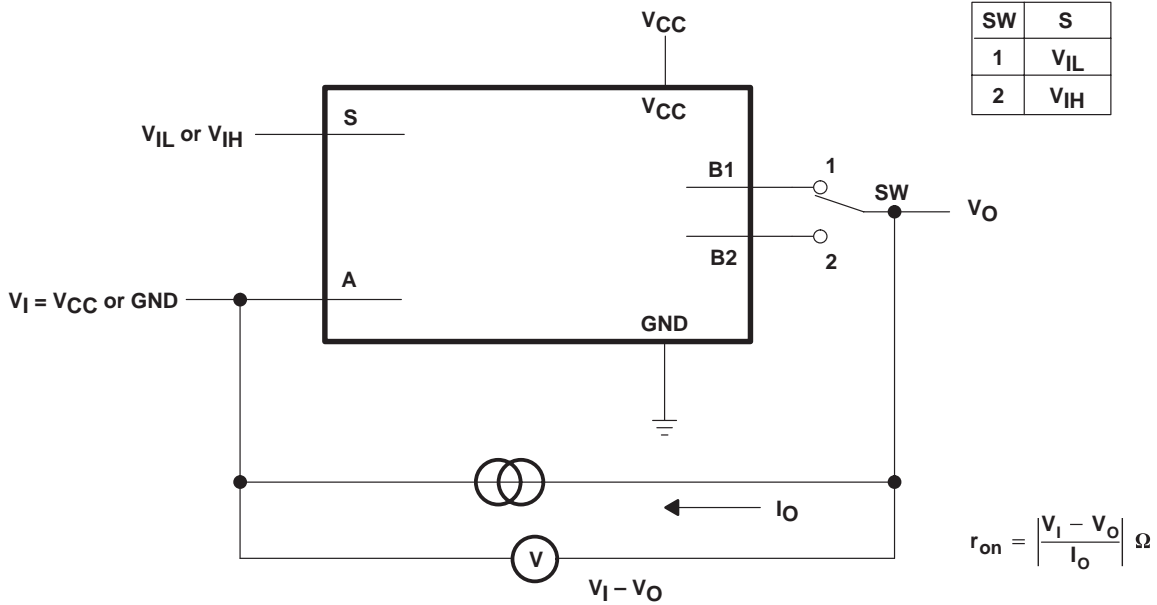 SW S
1 VIL
2 VIH
VCC
VCC
S
VIL or VIH
B1
1
SW
VO
B2
2
A
VI = VCC or GND
GND
IO
V
VI – VO
ron = |VI – VO / IO| Ω